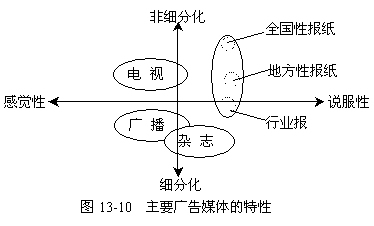 非细分化
全国性报纸
电视
地方性报纸
感觉性
说服性
广播
行业报
杂志
细分化
图 13-10 主要广告媒体的特性